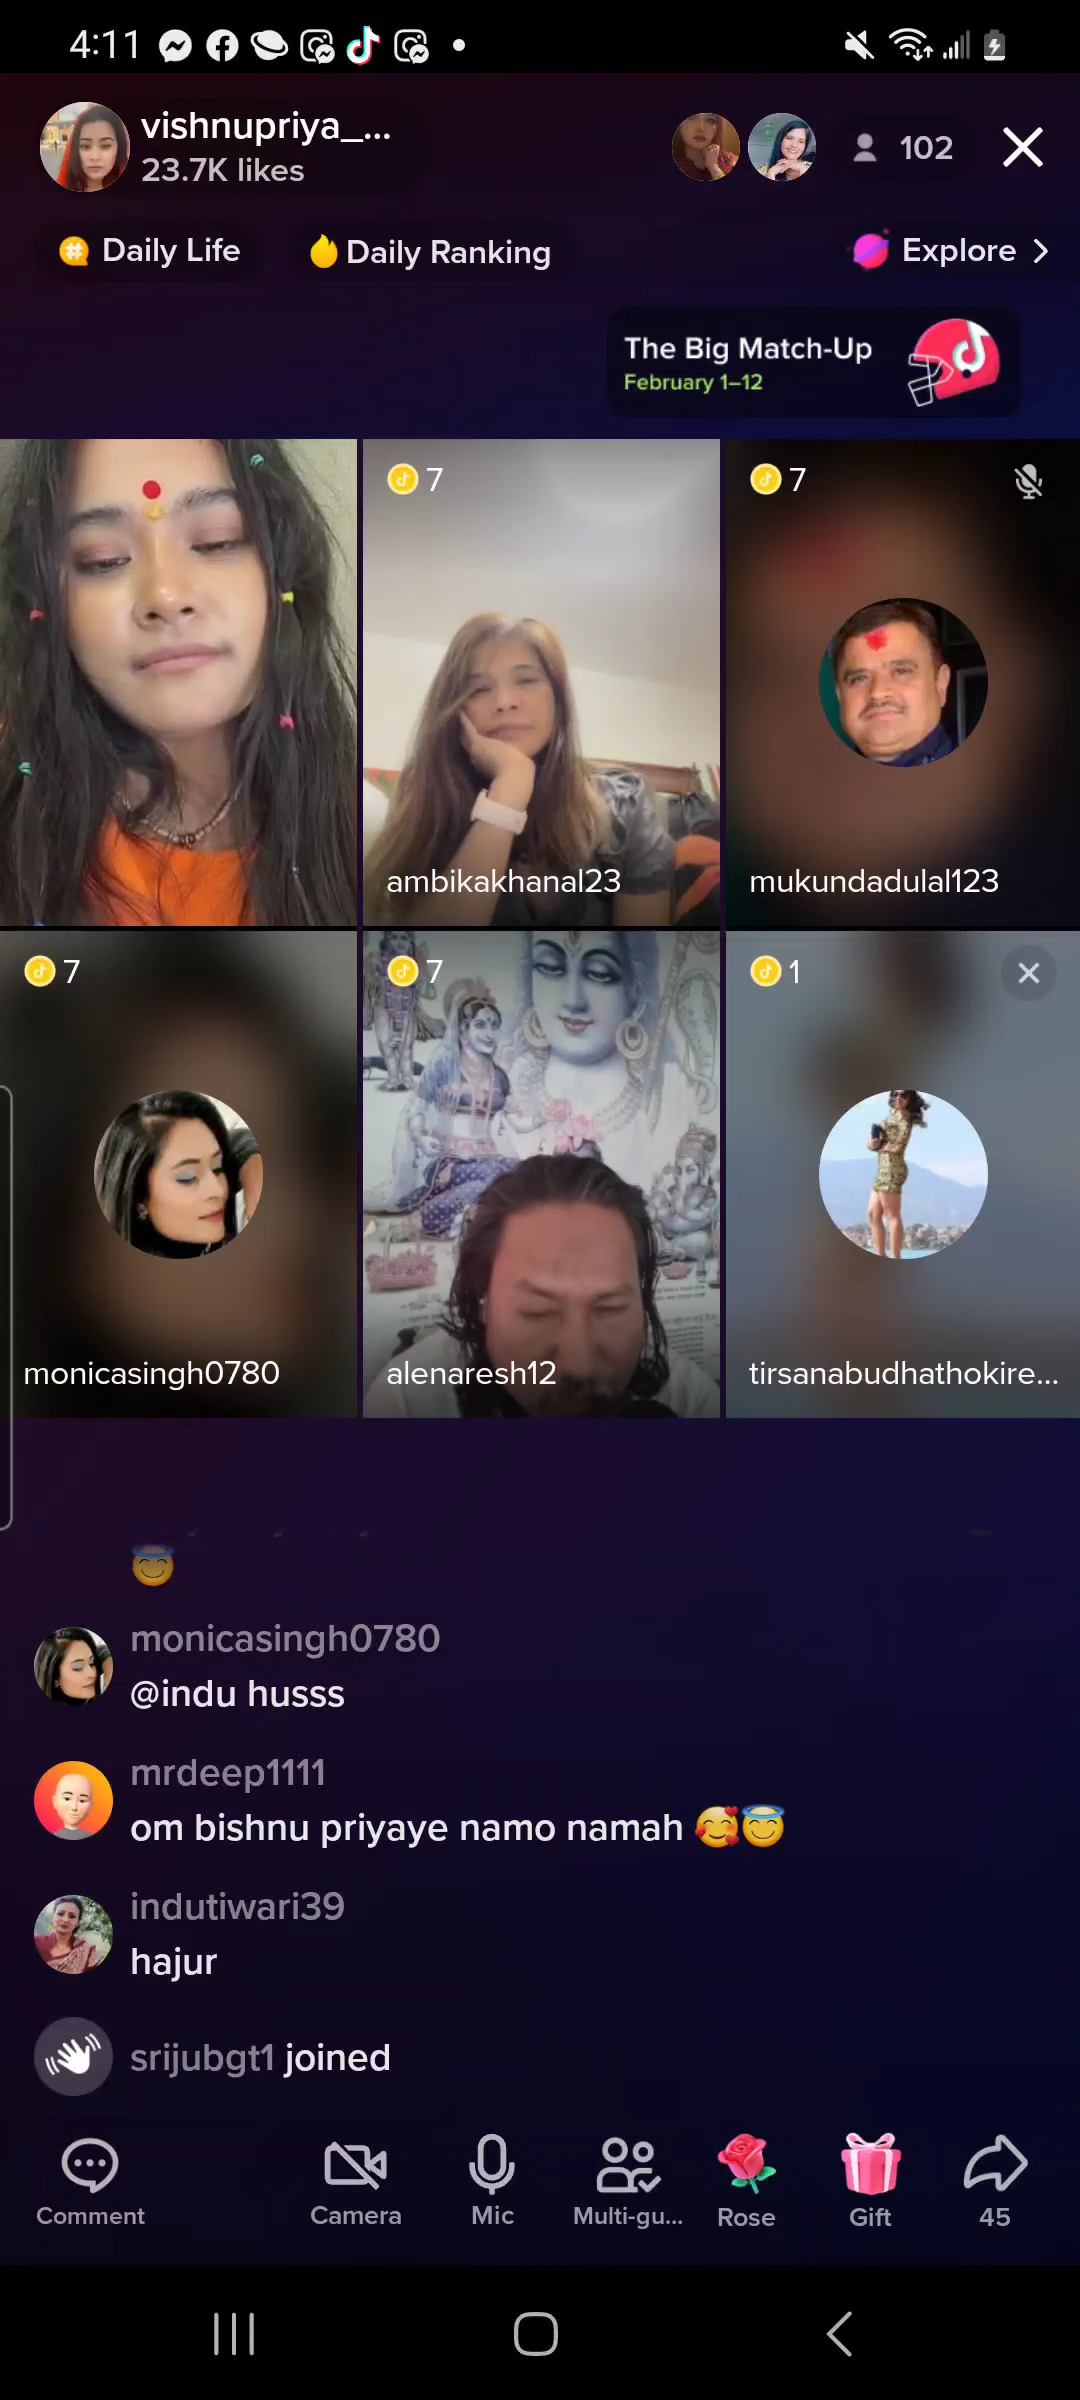 4:11
vishnupriya_...
23.7K likes
102
Daily Life
Daily Ranking
Explore >
The Big Match-Up
February 1–12
7
7
ambikakhanal23
mukundadulal123
7
7
1
monicasingh0780
alenaresh12
tirsanabudhathokire...
😇
monicasingh0780
@indu husss
mrdeep1111
om bishnu priyaye namo namah 🥰😇
indutiwari39
hajur
srijubgt1 joined
Comment
Camera
Mic
Multi-gu...
Rose
Gift
45